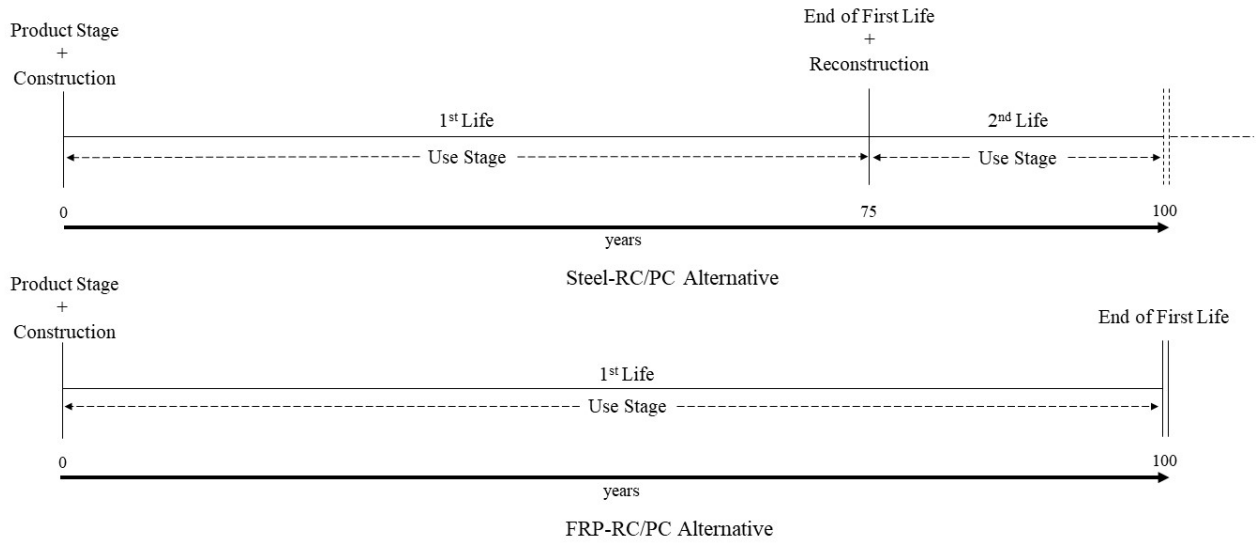 Product Stage
+
Construction
End of First Life
+
Reconstruction
1st Life
2nd Life
Use Stage
Use Stage
0
75
100
years
Steel-RC/PC Alternative
Product Stage
+
Construction
End of First Life
1st Life
Use Stage
0
100
years
FRP-RC/PC Alternative